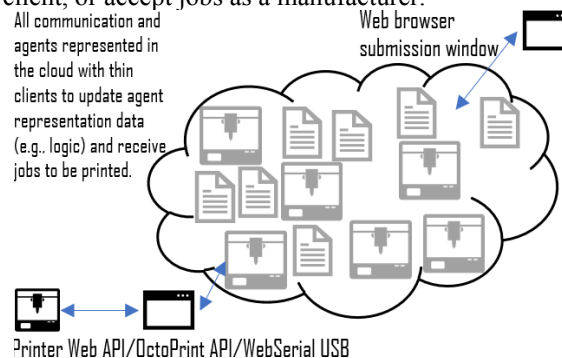 client, or accept jobs as a manufacturer.
All communication and
agents represented in
the cloud with thin
clients to update agent
representation data
(e.g., logic) and receive
jobs to be printed.
Web browser
submission window
Printer Web API/OctoPrint API/WebSerial USB